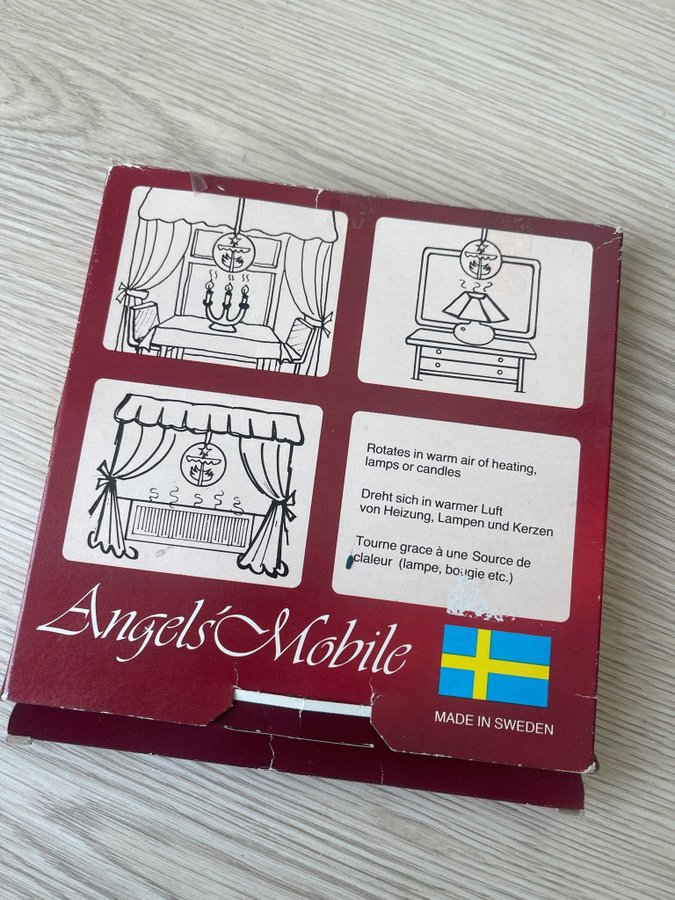 Rotates in warm air of heating,
lamps or candles
Dreht sich in warmer Luft
von Heizung, Lampen und Kerzen
Tourne grace à une Source de
claleur (lampe, bougie etc.)
Angels' Mobile
MADE IN SWEDEN